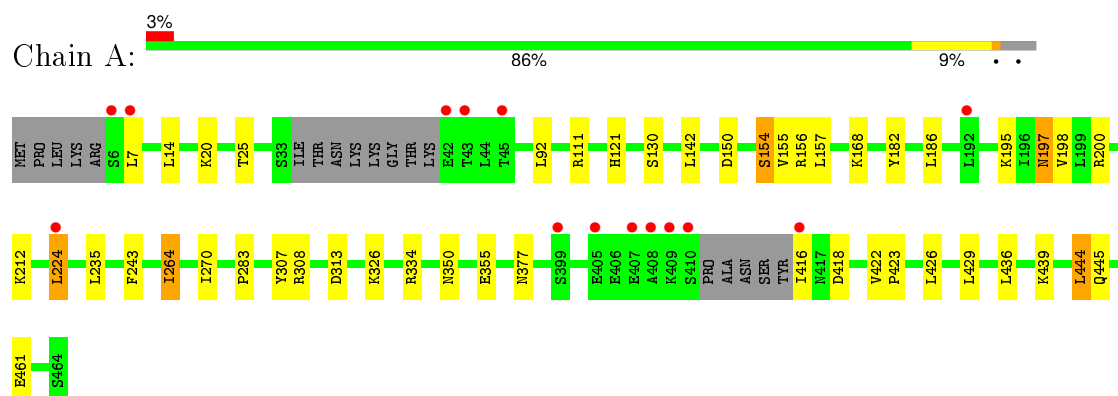 3%
Chain A:
86% 9% • •
MET PRO LEU LYS ARG S6 L7 L14 K20 T25 S33 ILE THR ASN LYS LYS GLY THR LYS E42 T43 L44 T45 L92 R111 H121 S130 L142 D150 S154 V155 R156 L157 K168 Y182 L186 L192 K195 I196 N197 V198 L199 R200
K212 L224 L235 F243 I264 I270 P283 Y307 R308 D313 K326 R334 N350 E355 N377 S399 E405 E406 E407 A408 K409 S410 PRO ALA ASN SER TYR I416 N417 D418 V422 P423 L426 L429 L436 K439 L444 Q445
E461 S464